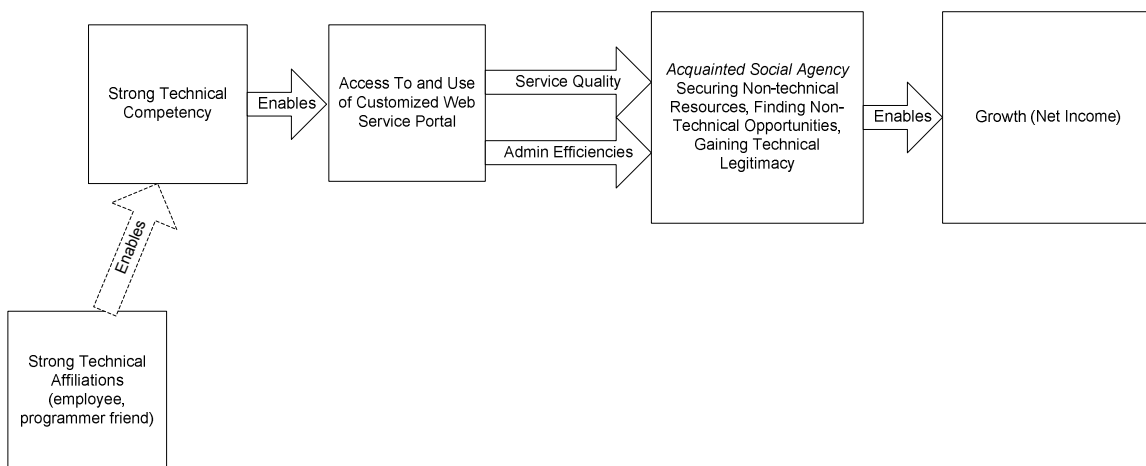 Strong Technical
Competency
Enables
Access To and Use
of Customized Web
Service Portal
Service Quality
Admin Efficiencies
Acquainted Social Agency
Securing Non-technical
Resources, Finding Non-
Technical Opportunities,
Gaining Technical
Legitimacy
Enables
Growth (Net Income)
Enables
Strong Technical
Affiliations
(employee,
programmer friend)